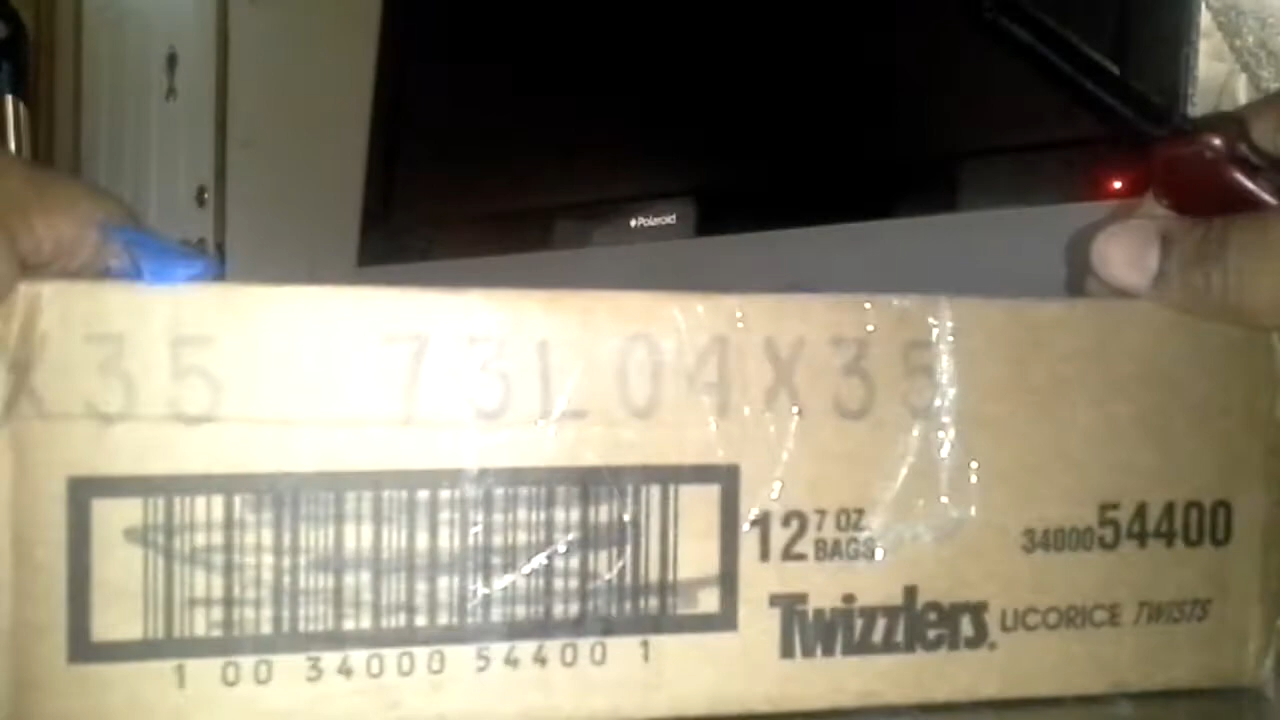 Polaroid
X35 73L04X35
12 7 OZ. BAGS
34000 54400
Twizzlers. LICORICE TWISTS
1 00 34000 54400 1